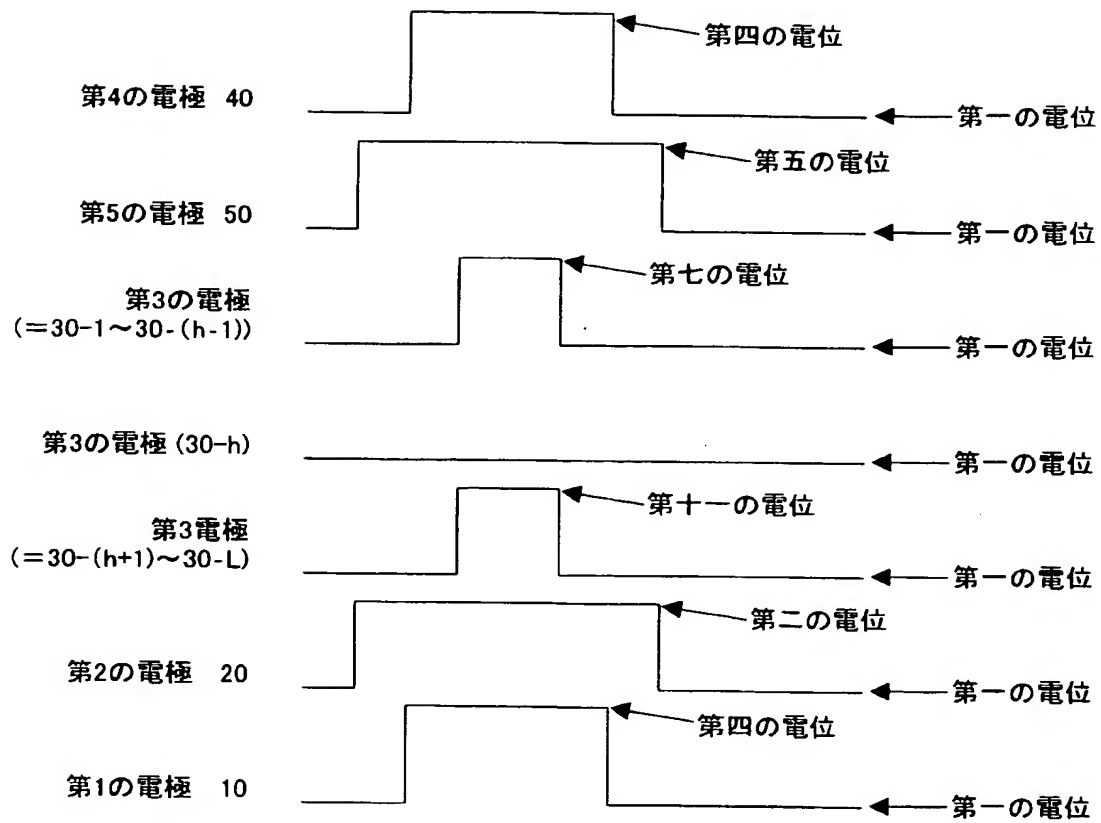 第四の電位
第4の電極 40
第一の電位
第五の電位
第5の電極 50
第一の電位
第七の電位
第3の電極
(=30-1～30-(h-1))
第一の電位
第3の電極 (30-h)
第一の電位
第十一の電位
第3電極
(=30-(h+1)～30-L)
第一の電位
第二の電位
第2の電極 20
第一の電位
第四の電位
第1の電極 10
第一の電位